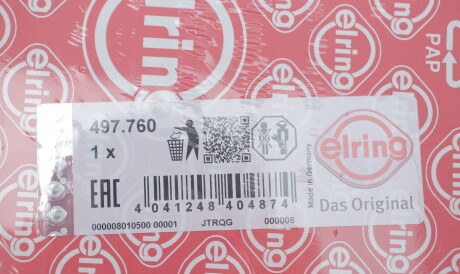 elring
elring
elring
PAP
497.760
1 x
EAC
4 041248 404874
000008010500 00001
JTRQG
000006
Made in Germany
elring
Das Original